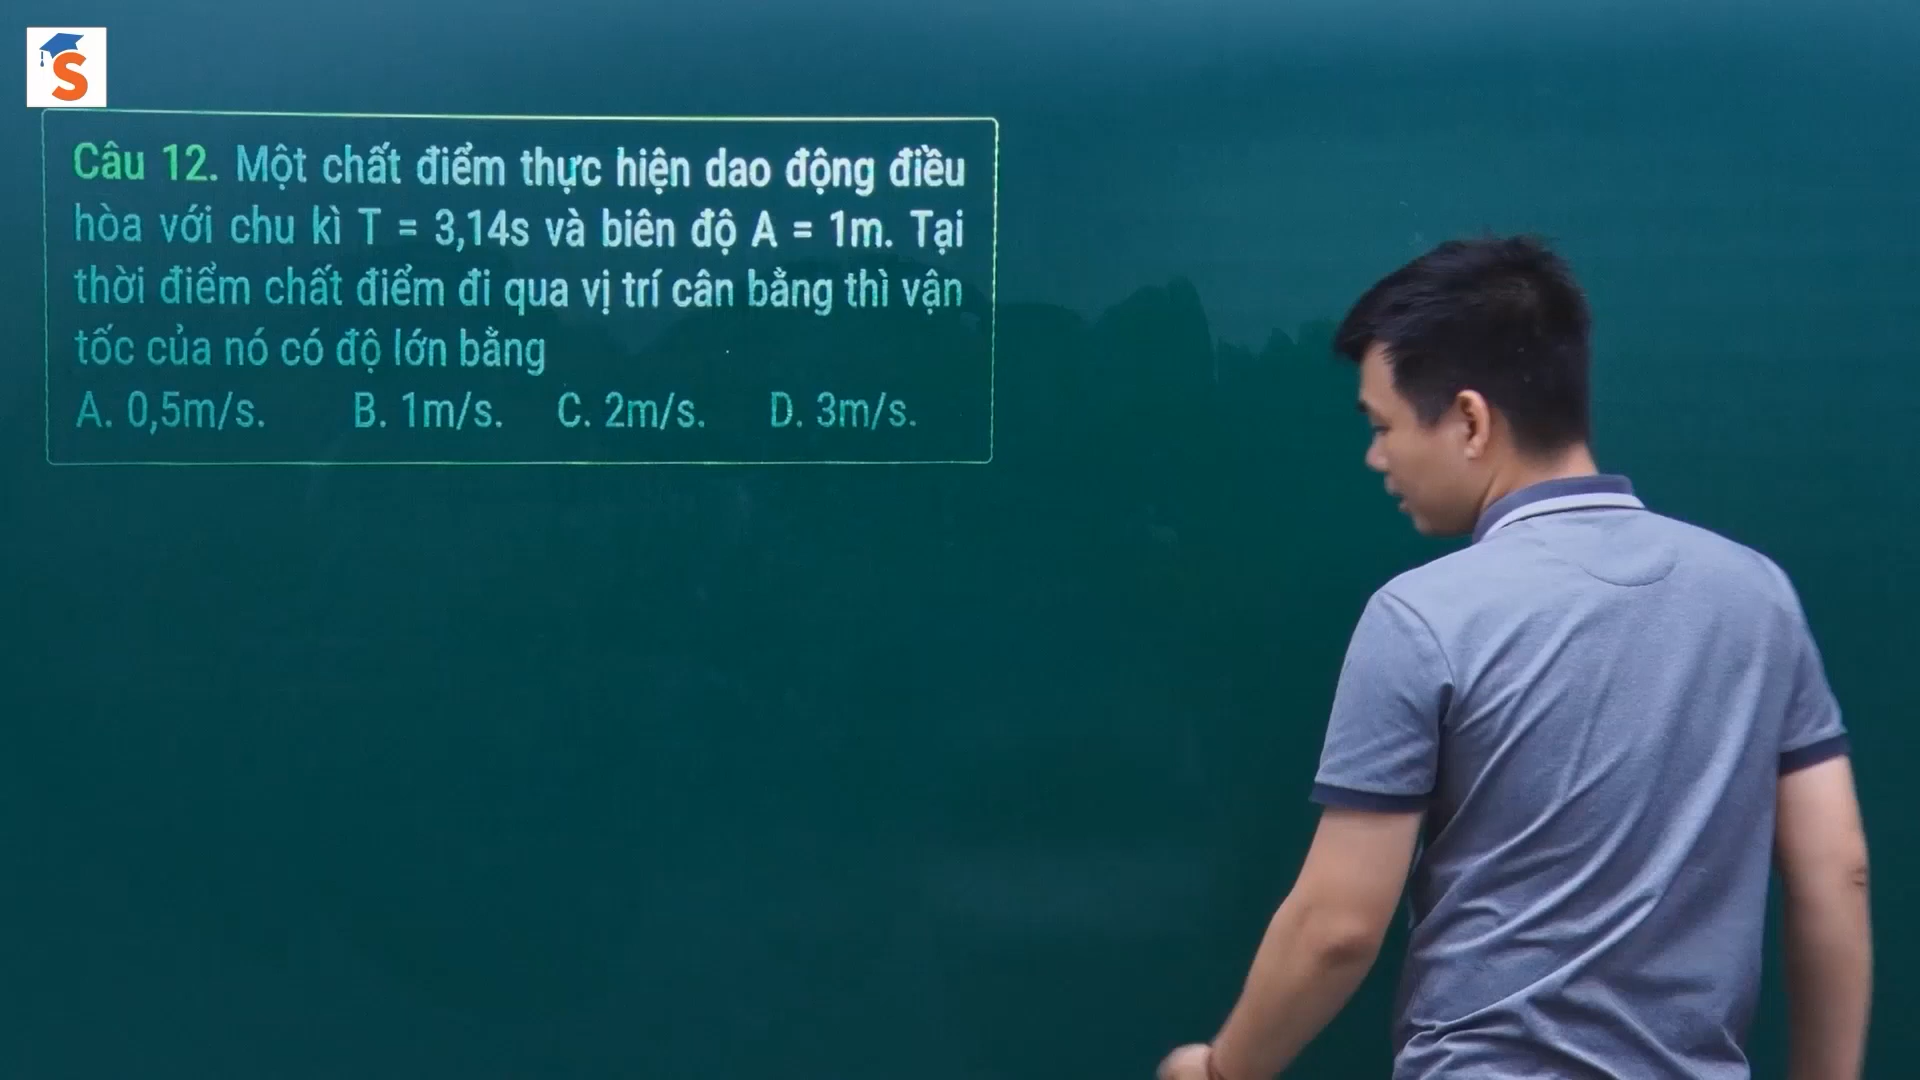 S
Câu 12. Một chất điểm thực hiện dao động điều
hòa với chu kì T = 3,14s và biên độ A = 1m. Tại
thời điểm chất điểm đi qua vị trí cân bằng thì vận
tốc của nó có độ lớn bằng
A. 0,5m/s. B. 1m/s. C. 2m/s. D. 3m/s.